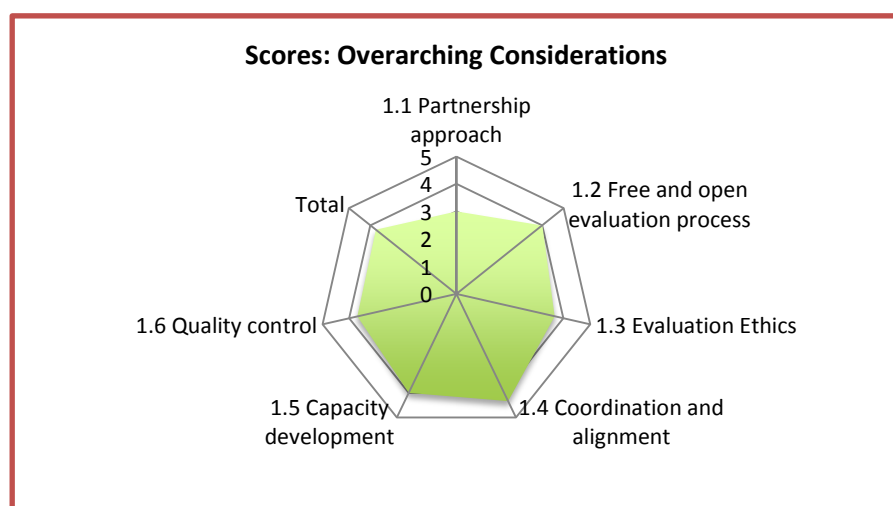 Scores: Overarching Considerations
1.1 Partnership
approach
5
4
3
2
1
0
1.2 Free and open
evaluation process
1.3 Evaluation Ethics
1.4 Coordination and
alignment
1.5 Capacity
development
1.6 Quality control
Total